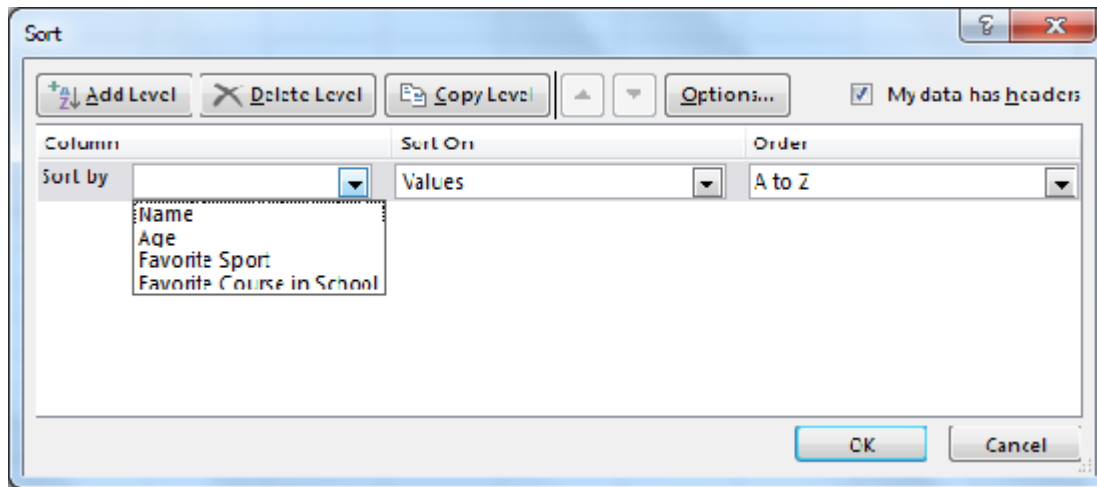 Sort
Add Level Delete Level Copy Level Options... My data has headers
Column Sort On Order
Sort by Values A to Z
Name
Age
Favorite Sport
Favorite Course in School
OK Cancel